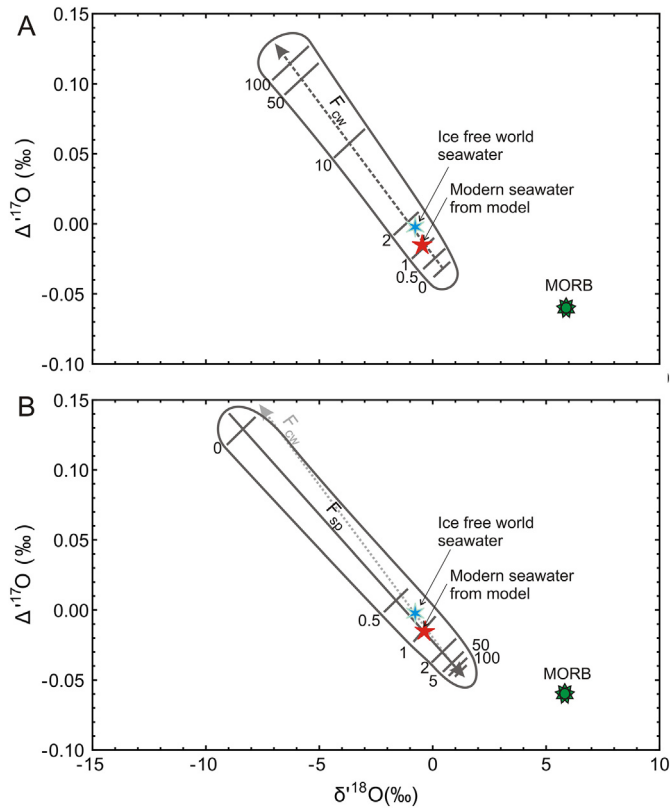 A
0.15
0.10
0.05
0.00
-0.05
-0.10
Δ'¹⁷O (‰)
100
50
F_cw
10
2
1
0.5
0
Ice free world
seawater
Modern seawater
from model
MORB
B
0.15
0.10
0.05
0.00
-0.05
-0.10
Δ'¹⁷O (‰)
0
F_cw
F_sp
0.5
1
2
5
50
100
Ice free world
seawater
Modern seawater
from model
MORB
-15
-10
-5
0
5
10
δ'¹⁸O(‰)